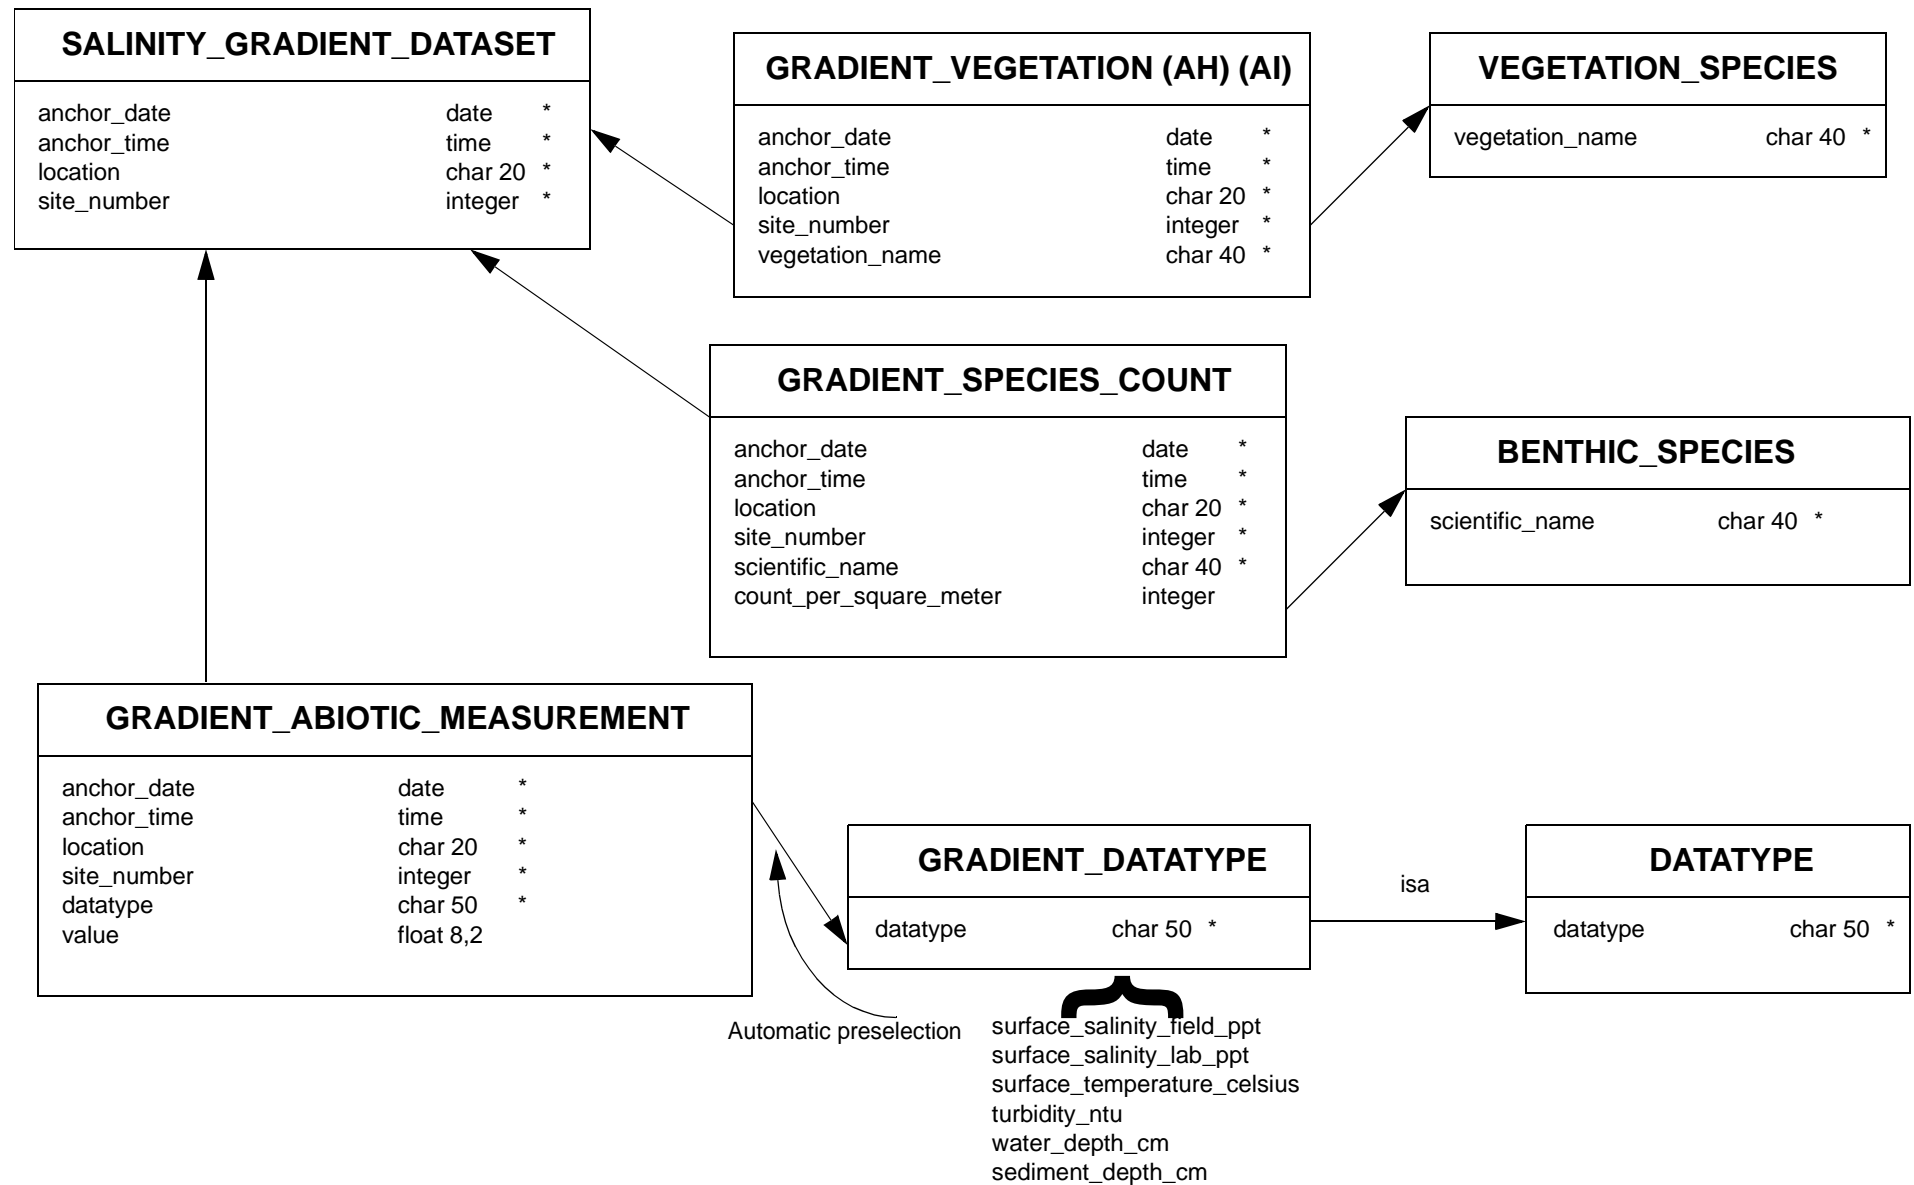 SALINITY_GRADIENT_DATASET
anchor_date date *
anchor_time time *
location char 20 *
site_number integer *
GRADIENT_VEGETATION (AH) (AI)
anchor_date date *
anchor_time time *
location char 20 *
site_number integer *
vegetation_name char 40 *
VEGETATION_SPECIES
vegetation_name char 40 *
GRADIENT_SPECIES_COUNT
anchor_date date *
anchor_time time *
location char 20 *
site_number integer *
scientific_name char 40 *
count_per_square_meter integer
BENTHIC_SPECIES
scientific_name char 40 *
GRADIENT_ABIOTIC_MEASUREMENT
anchor_date date *
anchor_time time *
location char 20 *
site_number integer *
datatype char 50 *
value float 8,2
GRADIENT_DATATYPE
datatype char 50 *
isa
DATATYPE
datatype char 50 *
Automatic preselection
surface_salinity_field_ppt
surface_salinity_lab_ppt
surface_temperature_celsius
turbidity_ntu
water_depth_cm
sediment_depth_cm